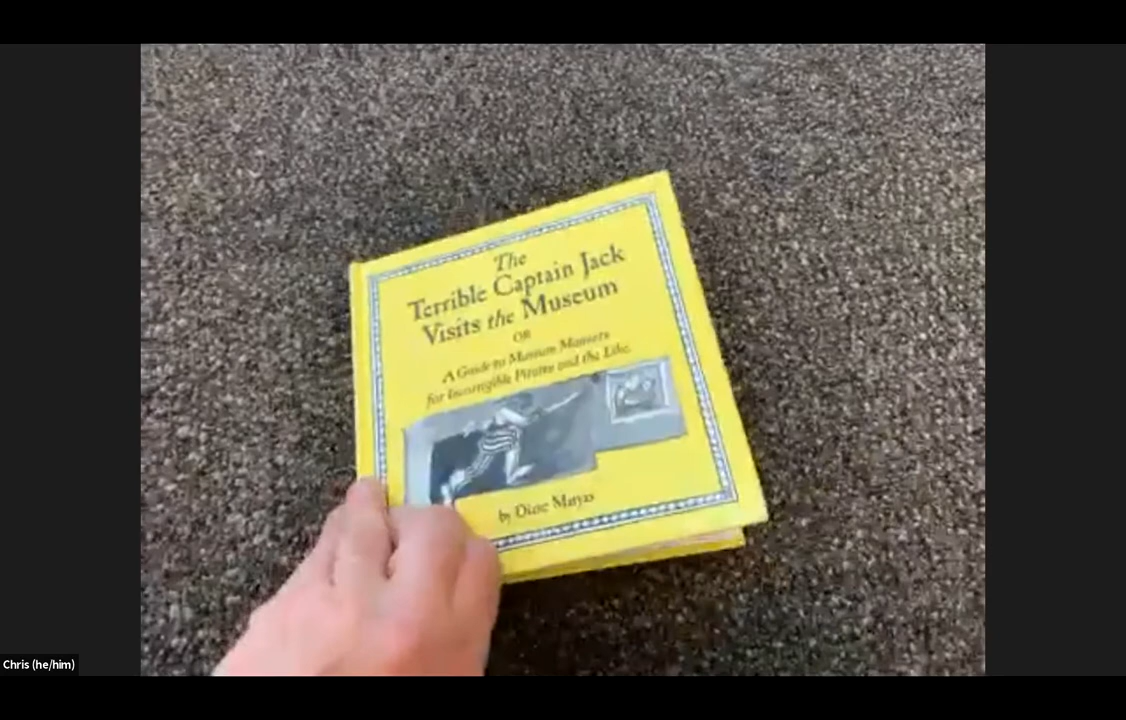 The
Terrible Captain Jack
Visits the Museum
OR
A Guide to Museum Manners
for Incorrigible Pirates and the Like.
by Diane Matyas
Chris (he/him)